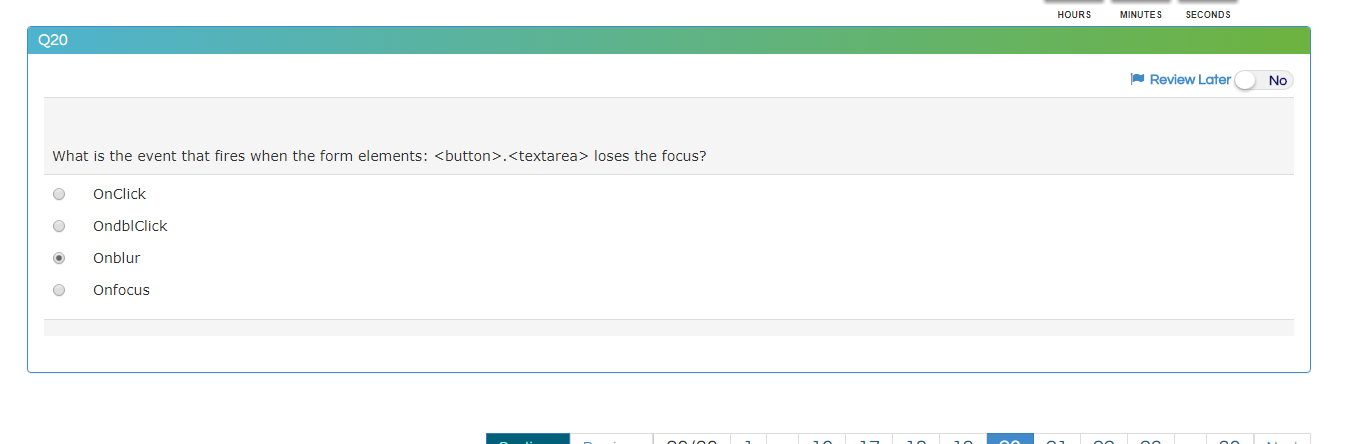 HOURS MINUTES SECONDS
Q20
Review Later No
What is the event that fires when the form elements: <button>.<textarea> loses the focus?
OnClick
OndblClick
Onblur
Onfocus